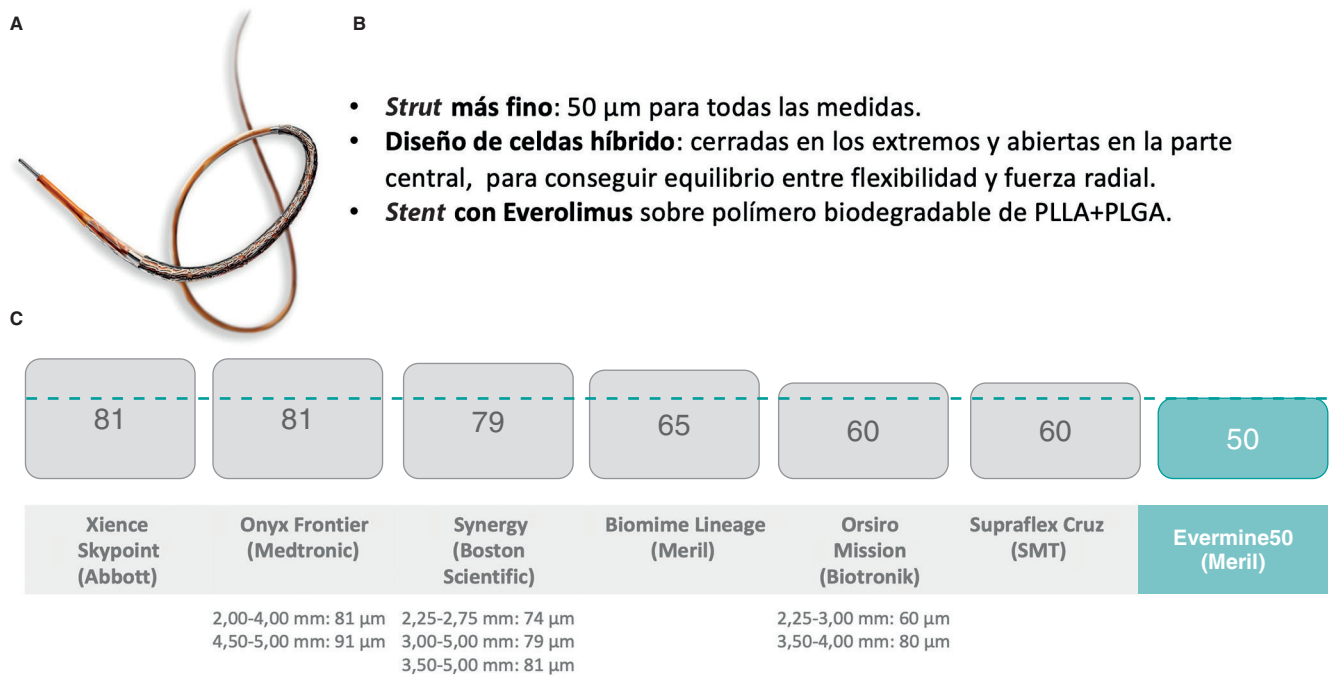 A
B
• Strut más fino: 50 µm para todas las medidas.
• Diseño de celdas híbrido: cerradas en los extremos y abiertas en la parte
central, para conseguir equilibrio entre flexibilidad y fuerza radial.
• Stent con Everolimus sobre polímero biodegradable de PLLA+PLGA.
C
81
81
79
65
60
60
50
Xience
Skypoint
(Abbott)
Onyx Frontier
(Medtronic)
Synergy
(Boston
Scientific)
Biomime Lineage
(Meril)
Orsiro
Mission
(Biotronik)
Supraflex Cruz
(SMT)
Evermine50
(Meril)
2,00-4,00 mm: 81 µm
4,50-5,00 mm: 91 µm
2,25-2,75 mm: 74 µm
3,00-5,00 mm: 79 µm
3,50-5,00 mm: 81 µm
2,25-3,00 mm: 60 µm
3,50-4,00 mm: 80 µm